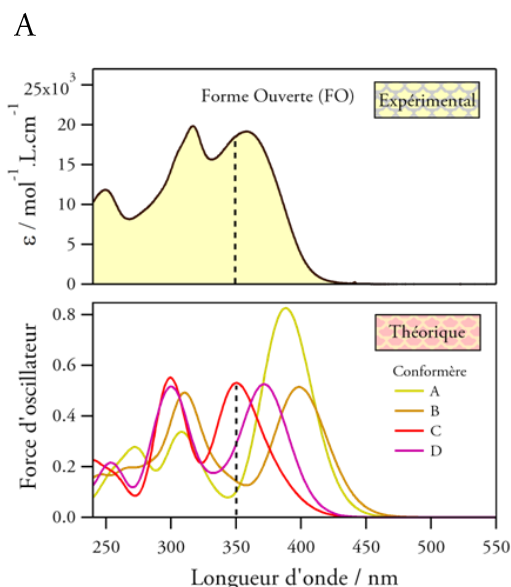 A
Forme Ouverte (FO)
Expérimental
25x10³
20
15
10
5
0
ε / mol⁻¹.L.cm⁻¹
Théorique
Conformère
A
B
C
D
0.8
0.6
0.4
0.2
0.0
Force d'oscillateur
250 300 350 400 450 500 550
Longueur d'onde / nm